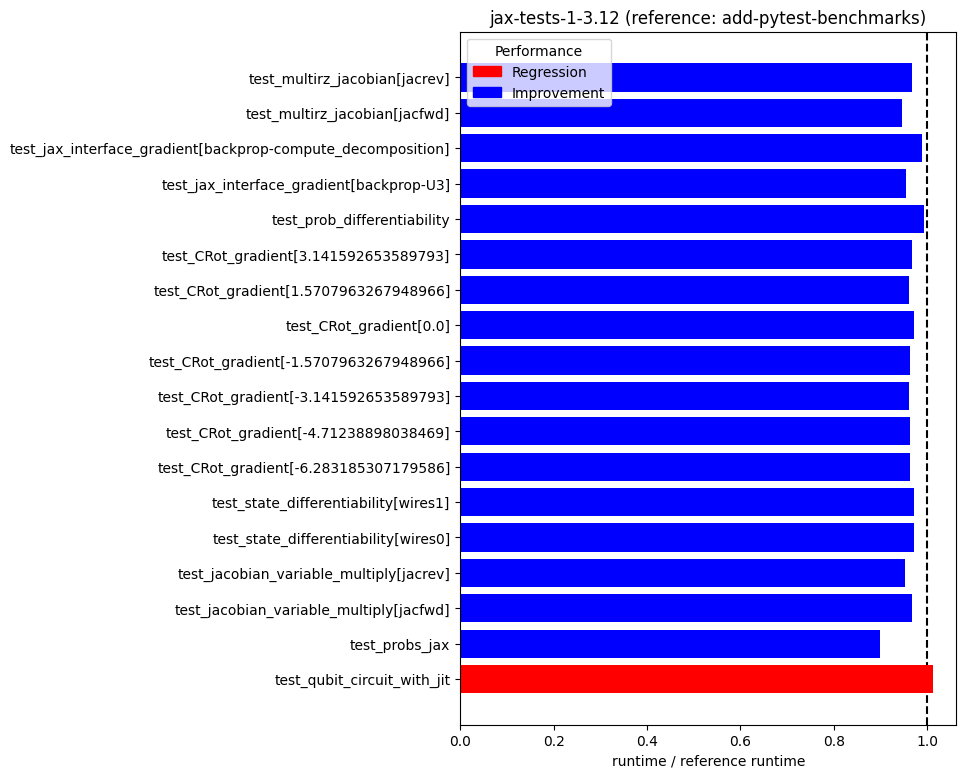 jax-tests-1-3.12 (reference: add-pytest-benchmarks)
Performance
Regression
Improvement
test_multirz_jacobian[jacrev]
test_multirz_jacobian[jacfwd]
test_jax_interface_gradient[backprop-compute_decomposition]
test_jax_interface_gradient[backprop-U3]
test_prob_differentiability
test_CRot_gradient[3.141592653589793]
test_CRot_gradient[1.5707963267948966]
test_CRot_gradient[0.0]
test_CRot_gradient[-1.5707963267948966]
test_CRot_gradient[-3.141592653589793]
test_CRot_gradient[-4.71238898038469]
test_CRot_gradient[-6.283185307179586]
test_state_differentiability[wires1]
test_state_differentiability[wires0]
test_jacobian_variable_multiply[jacrev]
test_jacobian_variable_multiply[jacfwd]
test_probs_jax
test_qubit_circuit_with_jit
0.0 0.2 0.4 0.6 0.8 1.0
runtime / reference runtime